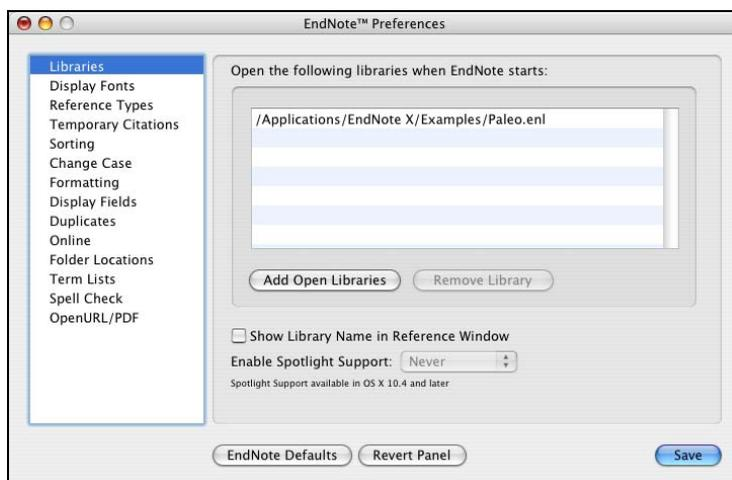 EndNote™ Preferences
Libraries
Display Fonts
Reference Types
Temporary Citations
Sorting
Change Case
Formatting
Display Fields
Duplicates
Online
Folder Locations
Term Lists
Spell Check
OpenURL/PDF
Open the following libraries when EndNote starts:
/Applications/EndNote X/Examples/Paleo.enl
Add Open Libraries
Remove Library
Show Library Name in Reference Window
Enable Spotlight Support: Never
Spotlight Support available in OS X 10.4 and later
EndNote Defaults
Revert Panel
Save